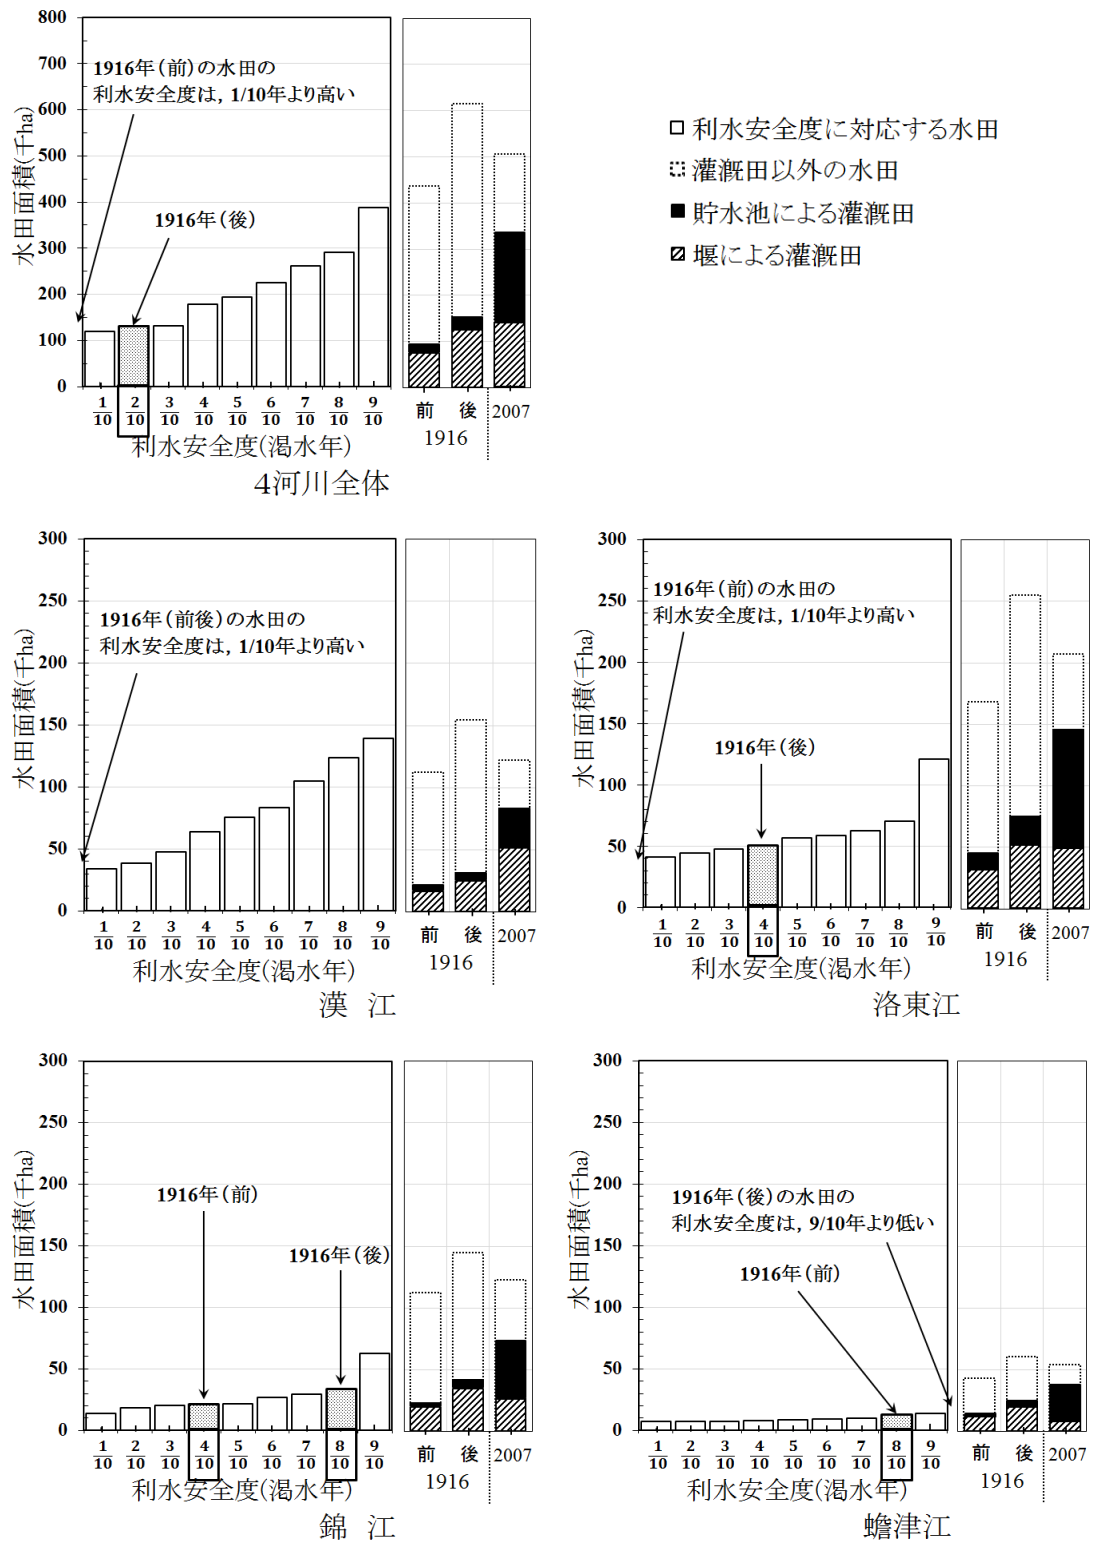 800
700
600
500
400
300
200
100
0
水田面積(千ha)
1916年(前)の水田の
利水安全度は, 1/10年より高い
1916年(後)
1/10 2/10 3/10 4/10 5/10 6/10 7/10 8/10 9/10
利水安全度(渇水年)
前 後 2007
1916
4河川全体
利水安全度に対応する水田
灌漑田以外の水田
貯水池による灌漑田
堰による灌漑田
300
250
200
150
100
50
0
水田面積(千ha)
1916年(前後)の水田の
利水安全度は, 1/10年より高い
1/10 2/10 3/10 4/10 5/10 6/10 7/10 8/10 9/10
利水安全度(渇水年)
前 後 2007
1916
漢 江
300
250
200
150
100
50
0
水田面積(千ha)
1916年(前)の水田の
利水安全度は, 1/10年より高い
1916年(後)
1/10 2/10 3/10 4/10 5/10 6/10 7/10 8/10 9/10
利水安全度(渇水年)
前 後 2007
1916
洛東江
300
250
200
150
100
50
0
水田面積(千ha)
1916年(前)
1916年(後)
1/10 2/10 3/10 4/10 5/10 6/10 7/10 8/10 9/10
利水安全度(渇水年)
前 後 2007
1916
錦 江
300
250
200
150
100
50
0
水田面積(千ha)
1916年(後)の水田の
利水安全度は, 9/10年より低い
1916年(前)
1/10 2/10 3/10 4/10 5/10 6/10 7/10 8/10 9/10
利水安全度(渇水年)
前 後 2007
1916
蟾津江